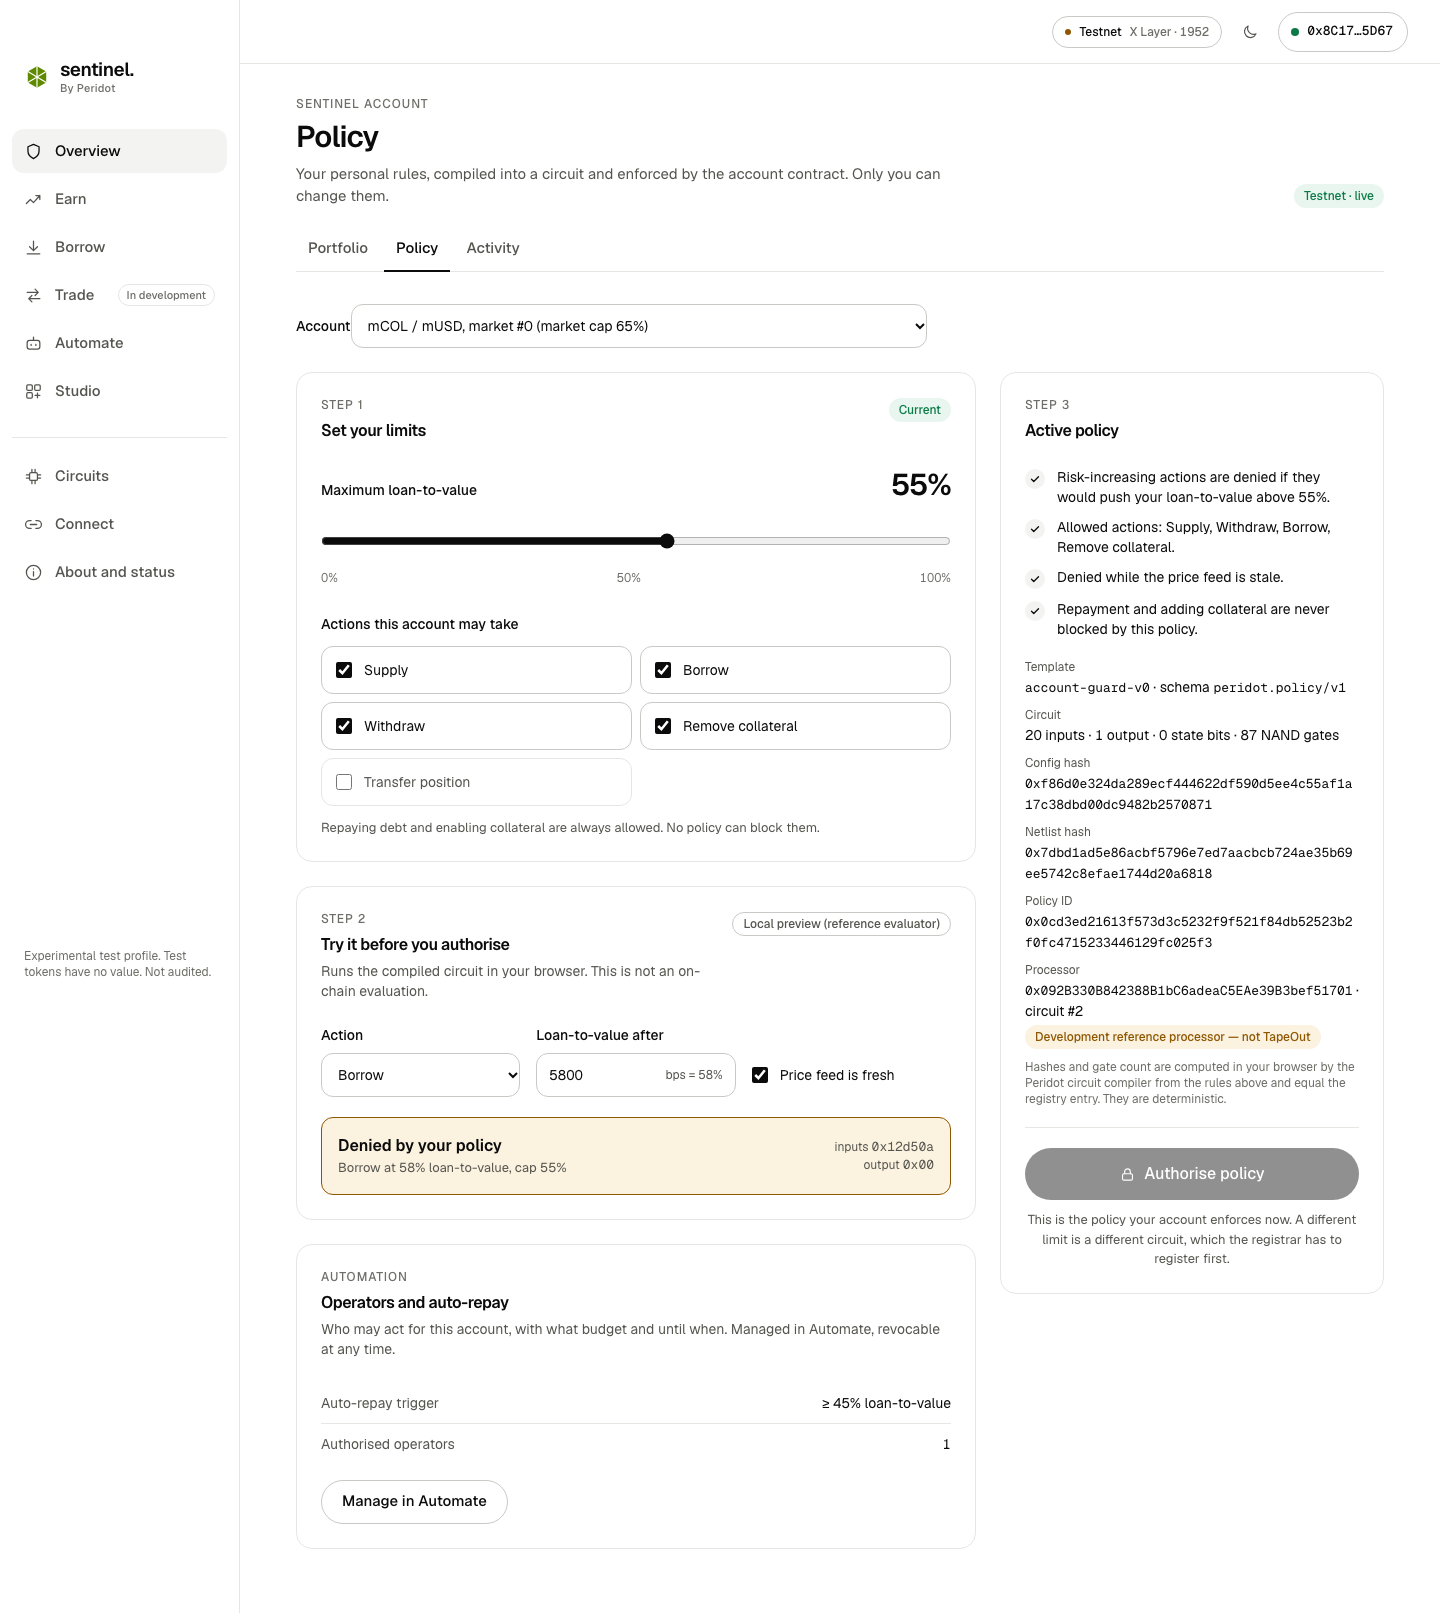 sentinel.
By Peridot
Overview
Earn
Borrow
Trade
In development
Automate
Studio
Circuits
Connect
About and status
Experimental test profile. Test
tokens have no value. Not audited.
Testnet X Layer · 1952
0x8C17…5D67
SENTINEL ACCOUNT
Policy
Your personal rules, compiled into a circuit and enforced by the account contract. Only you can
change them.
Testnet · live
Portfolio
Policy
Activity
Account
mCOL / mUSD, market #0 (market cap 65%)
STEP 1
Set your limits
Current
Maximum loan-to-value
55%
0%
50%
100%
Actions this account may take
Supply
Borrow
Withdraw
Remove collateral
Transfer position
Repaying debt and enabling collateral are always allowed. No policy can block them.
STEP 2
Try it before you authorise
Local preview (reference evaluator)
Runs the compiled circuit in your browser. This is not an on-
chain evaluation.
Action
Loan-to-value after
Borrow
5800
bps = 58%
Price feed is fresh
Denied by your policy
Borrow at 58% loan-to-value, cap 55%
inputs 0x12d50a
output 0x00
AUTOMATION
Operators and auto-repay
Who may act for this account, with what budget and until when. Managed in Automate, revocable
at any time.
Auto-repay trigger
≥ 45% loan-to-value
Authorised operators
1
Manage in Automate
STEP 3
Active policy
Risk-increasing actions are denied if they
would push your loan-to-value above 55%.
Allowed actions: Supply, Withdraw, Borrow,
Remove collateral.
Denied while the price feed is stale.
Repayment and adding collateral are never
blocked by this policy.
Template
account-guard-v0 · schema peridot.policy/v1
Circuit
20 inputs · 1 output · 0 state bits · 87 NAND gates
Config hash
0xf86d0e324da289ecf444622df590d5ee4c55af1a
17c38dbd00dc9482b2570871
Netlist hash
0x7dbd1ad5e86acbf5796e7ed7aacbcb724ae35b69
ee5742c8efae1744d20a6818
Policy ID
0x0cd3ed21613f573d3c5232f9f521f84db52523b2
f0fc4715233446129fc025f3
Processor
0x092B330B842388B1bC6adeaC5EAe39B3bef51701 ·
circuit #2
Development reference processor — not TapeOut
Hashes and gate count are computed in your browser by the
Peridot circuit compiler from the rules above and equal the
registry entry. They are deterministic.
Authorise policy
This is the policy your account enforces now. A different
limit is a different circuit, which the registrar has to
register first.